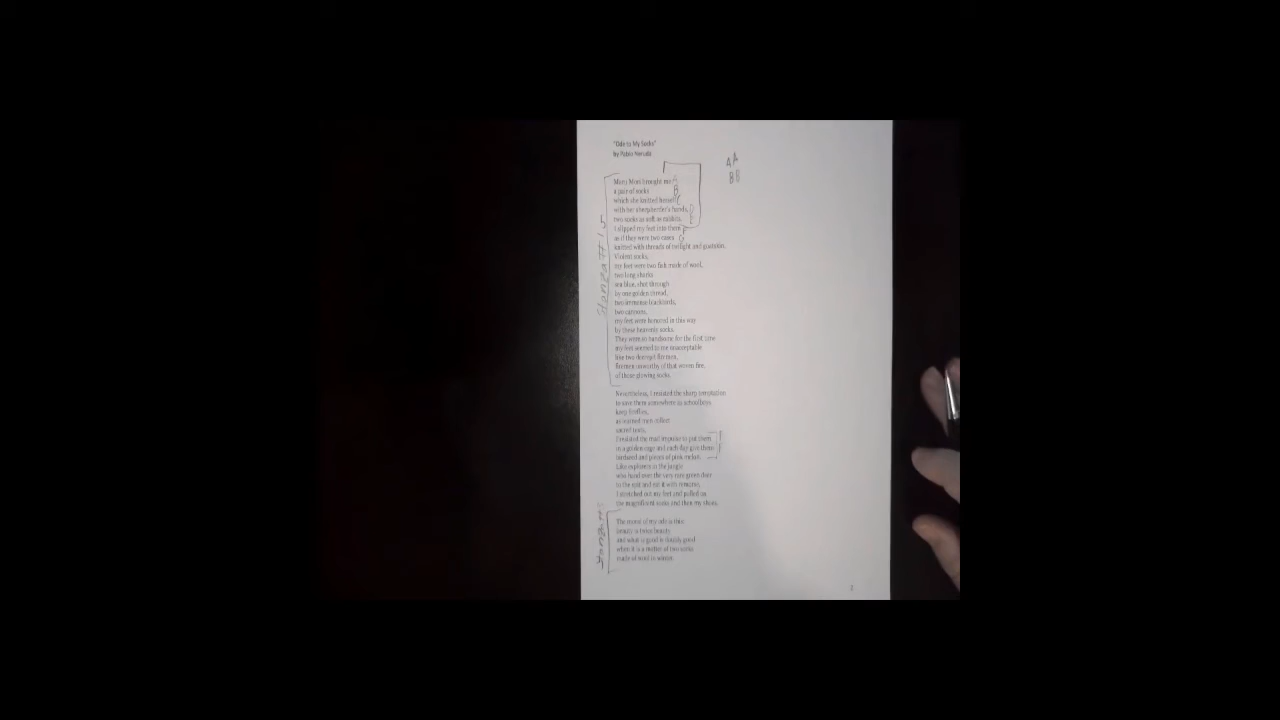 "Ode to My Socks"
by Pablo Neruda
A A
B B
Maru Mori brought me A
a pair of socks B
which she knitted herself C
with her sheepherder's hands, D
two socks as soft as rabbits. E
I slipped my feet into them F
as if they were two cases G
knitted with threads of twilight and goatskin.
Violent socks,
my feet were two fish made of wool,
two long sharks
sea blue, shot through
by one golden thread,
two immense blackbirds,
two cannons,
my feet were honored in this way
by these heavenly socks.
They were so handsome for the first time
my feet seemed to me unacceptable
like two decrepit firemen,
firemen unworthy of that woven fire,
of those glowing socks.
Stanza #1
Nevertheless, I resisted the sharp temptation
to save them somewhere as schoolboys
keep fireflies,
as learned men collect
sacred texts,
I resisted the mad impulse to put them
in a golden cage and each day give them
birdseed and pieces of pink melon.
Like explorers in the jungle
who hand over the very rare green deer
to the spit and eat it with remorse,
I stretched out my feet and pulled on
the magnificent socks and then my shoes.
The moral of my ode is this:
beauty is twice beauty
and what is good is doubly good
when it is a matter of two socks
made of wool in winter.